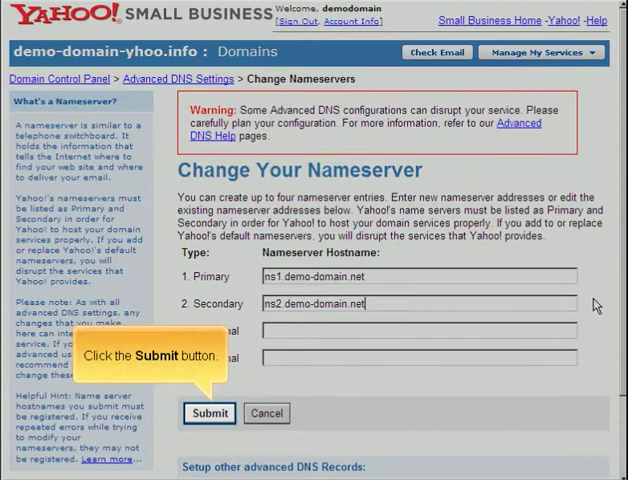 YAHOO! SMALL BUSINESS
Welcome, demodomain
[Sign Out, Account Info]
Small Business Home - Yahoo! - Help
demo-domain-yhoo.info : Domains
Check Email
Manage My Services
Domain Control Panel > Advanced DNS Settings > Change Nameservers
What's a Nameserver?
A nameserver is similar to a
telephone switchboard. It
holds the information that
tells the Internet where to
find your web site and where
to deliver your email.
Yahoo!'s nameservers must
be listed as Primary and
Secondary in order for
Yahoo! to host your domain
services properly. If you add
or replace Yahoo!'s default
nameservers, you will
disrupt the services that
Yahoo! provides.
Please note: As with all
advanced DNS settings, any
changes that you make
here can inte
service. If yo
advanced us
recommend
change these
Helpful Hint: Name server
hostnames you submit must
be registered. If you receive
repeated errors while trying
to modify your
nameservers, they may not
be registered. Learn more...
Warning: Some Advanced DNS configurations can disrupt your service. Please
carefully plan your configuration. For more information, refer to our Advanced
DNS Help pages.
Change Your Nameserver
You can create up to four nameserver entries. Enter new nameserver addresses or edit the
existing nameserver addresses below. Yahoo!'s name servers must be listed as Primary and
Secondary in order for Yahoo! to host your domain services properly. If you add to or replace
Yahoo!'s default nameservers, you will disrupt the services that Yahoo! provides.
Type: Nameserver Hostname:
1. Primary ns1.demo-domain.net
2. Secondary ns2.demo-domain.net
nal
nal
Click the Submit button.
Submit
Cancel
Setup other advanced DNS Records: